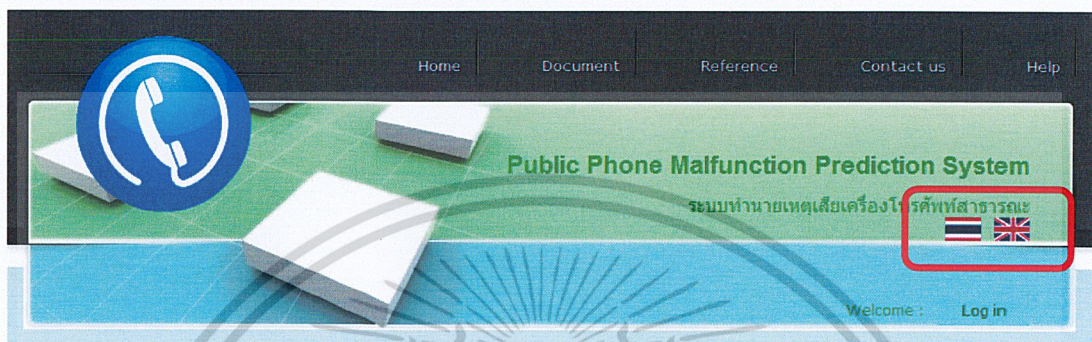 Home Document Reference Contact us Help
Public Phone Malfunction Prediction System
ระบบทำนายเหตุเสียเครื่องโทรศัพท์สาธารณะ
Welcome : Log in